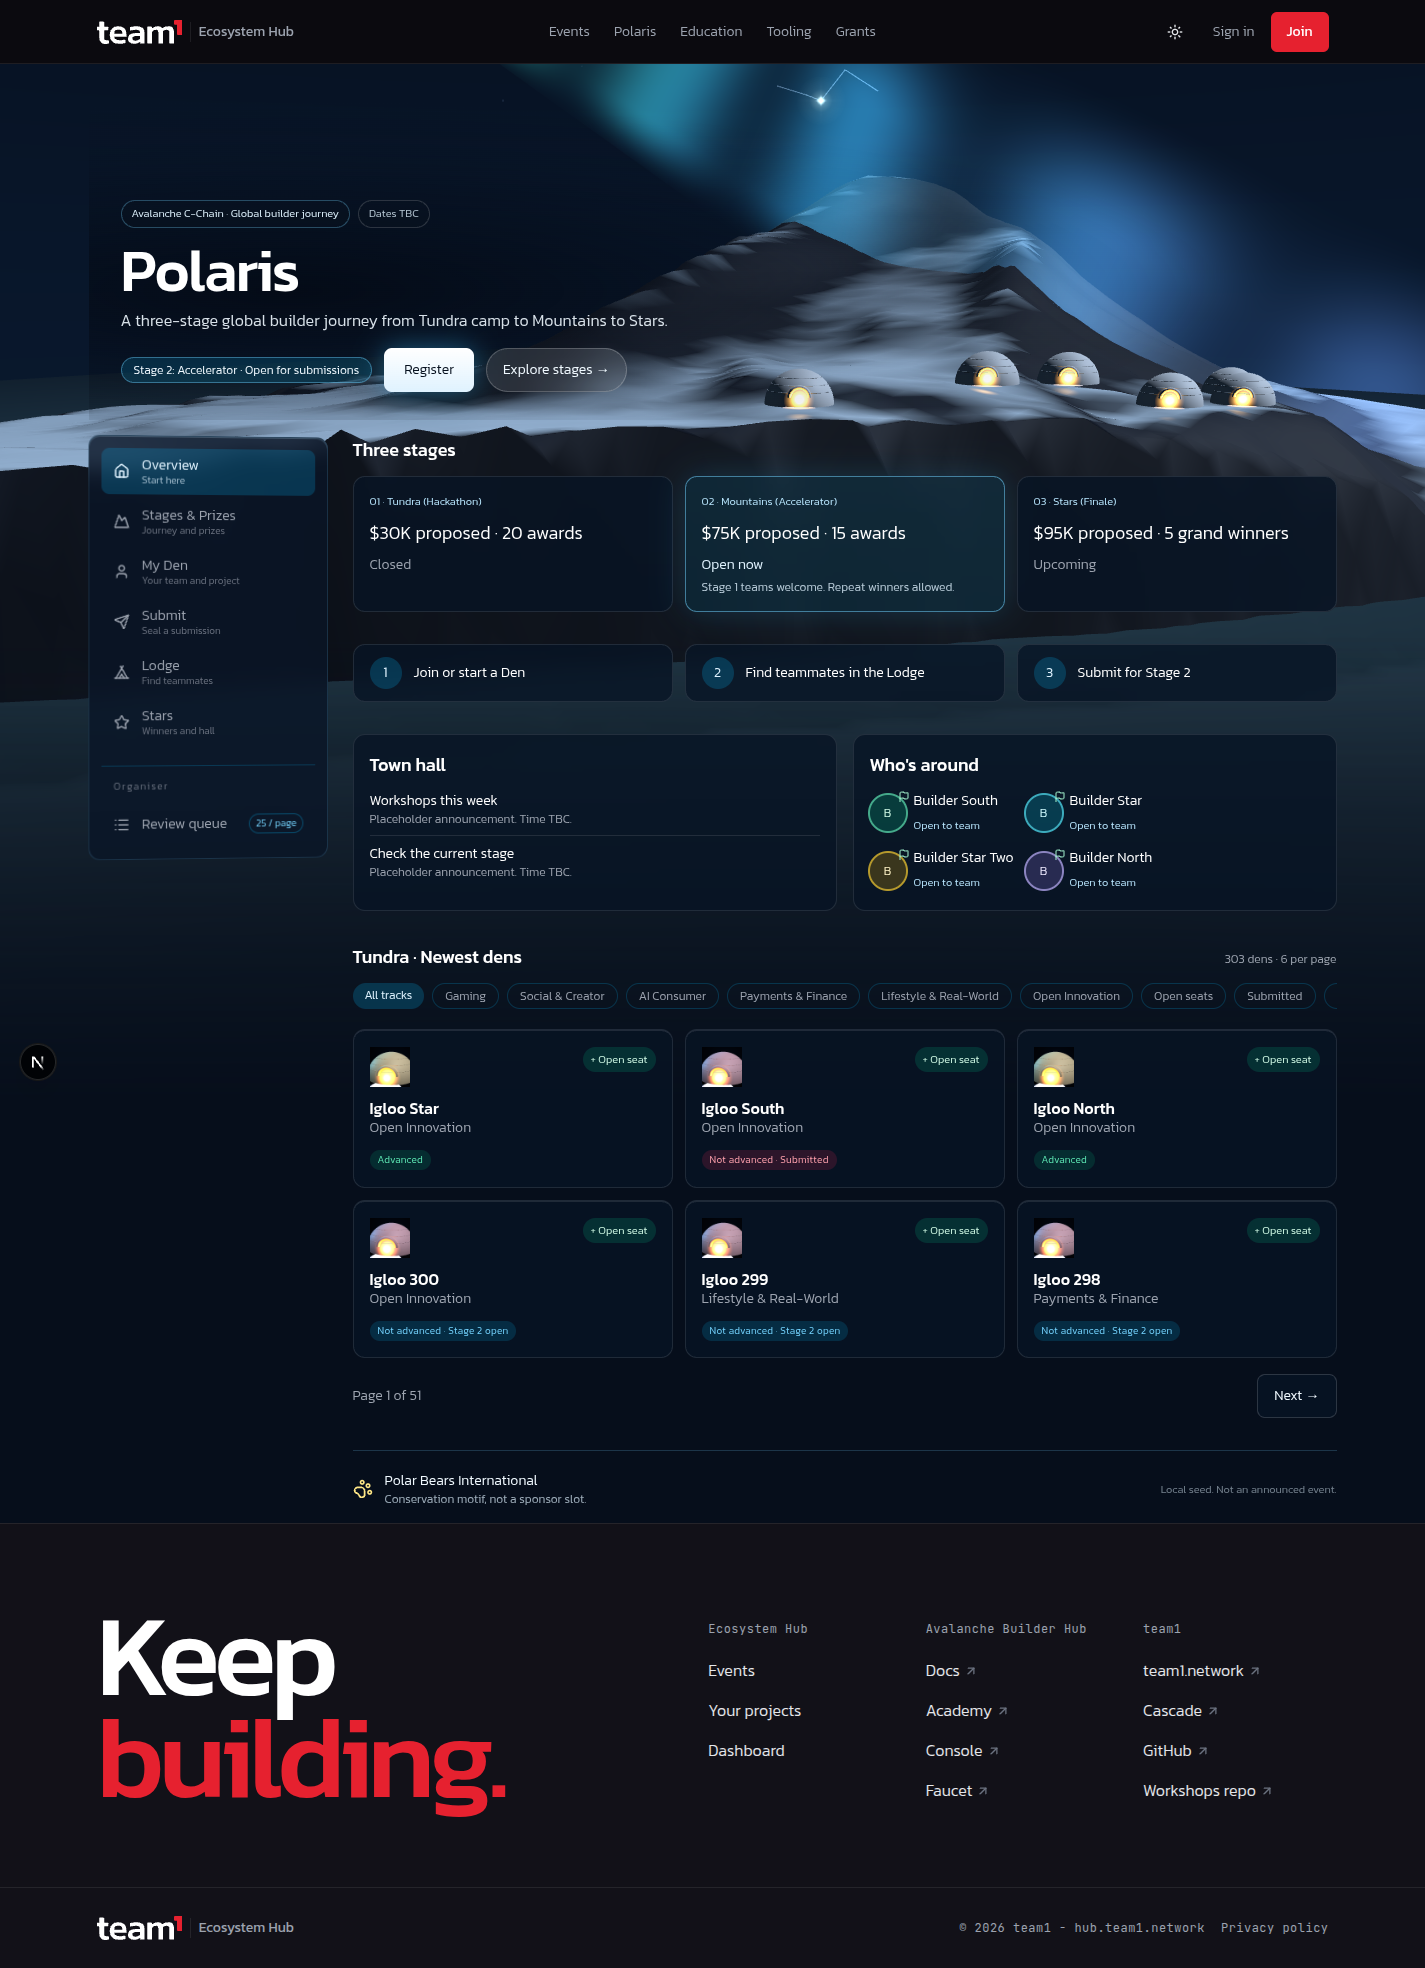 team1 Ecosystem Hub
Events Polaris Education Tooling Grants
Sign in Join
Avalanche C-Chain · Global builder journey Dates TBC
Polaris
A three-stage global builder journey from Tundra camp to Mountains to Stars.
Stage 2: Accelerator · Open for submissions Register Explore stages →
Overview
Start here
Stages & Prizes
Journey and prizes
My Den
Your team and project
Submit
Seal a submission
Lodge
Find teammates
Stars
Winners and hall
Organiser
Review queue 25 / page
Three stages
01 · Tundra (Hackathon)
$30K proposed · 20 awards
Closed
02 · Mountains (Accelerator)
$75K proposed · 15 awards
Open now
Stage 1 teams welcome. Repeat winners allowed.
03 · Stars (Finale)
$95K proposed · 5 grand winners
Upcoming
1 Join or start a Den
2 Find teammates in the Lodge
3 Submit for Stage 2
Town hall
Workshops this week
Placeholder announcement. Time TBC.
Check the current stage
Placeholder announcement. Time TBC.
Who's around
B Builder South
Open to team
B Builder Star
Open to team
B Builder Star Two
Open to team
B Builder North
Open to team
Tundra · Newest dens
303 dens · 6 per page
All tracks Gaming Social & Creator AI Consumer Payments & Finance Lifestyle & Real-World Open Innovation Open seats Submitted
+ Open seat
Igloo Star
Open Innovation
Advanced
+ Open seat
Igloo South
Open Innovation
Not advanced · Submitted
+ Open seat
Igloo North
Open Innovation
Advanced
+ Open seat
Igloo 300
Open Innovation
Not advanced · Stage 2 open
+ Open seat
Igloo 299
Lifestyle & Real-World
Not advanced · Stage 2 open
+ Open seat
Igloo 298
Payments & Finance
Not advanced · Stage 2 open
Page 1 of 51
Next →
Polar Bears International
Conservation motif, not a sponsor slot.
Local seed. Not an announced event.
N
Keep
building.
Ecosystem Hub
Events
Your projects
Dashboard
Avalanche Builder Hub
Docs ↗
Academy ↗
Console ↗
Faucet ↗
team1
team1.network ↗
Cascade ↗
GitHub ↗
Workshops repo ↗
team1 Ecosystem Hub
© 2026 team1 - hub.team1.network Privacy policy